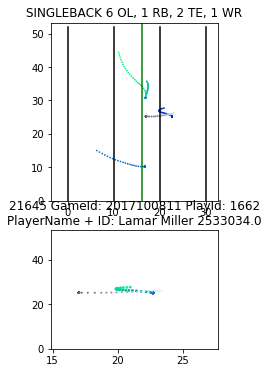 SINGLEBACK 6 OL, 1 RB, 2 TE, 1 WR
50
40
30
20
10
0
0 10 20 30
21645 GameId: 2017100811 PlayId: 1662
PlayerName + ID: Lamar Miller 2533034.0
40
20
0
15 20 25